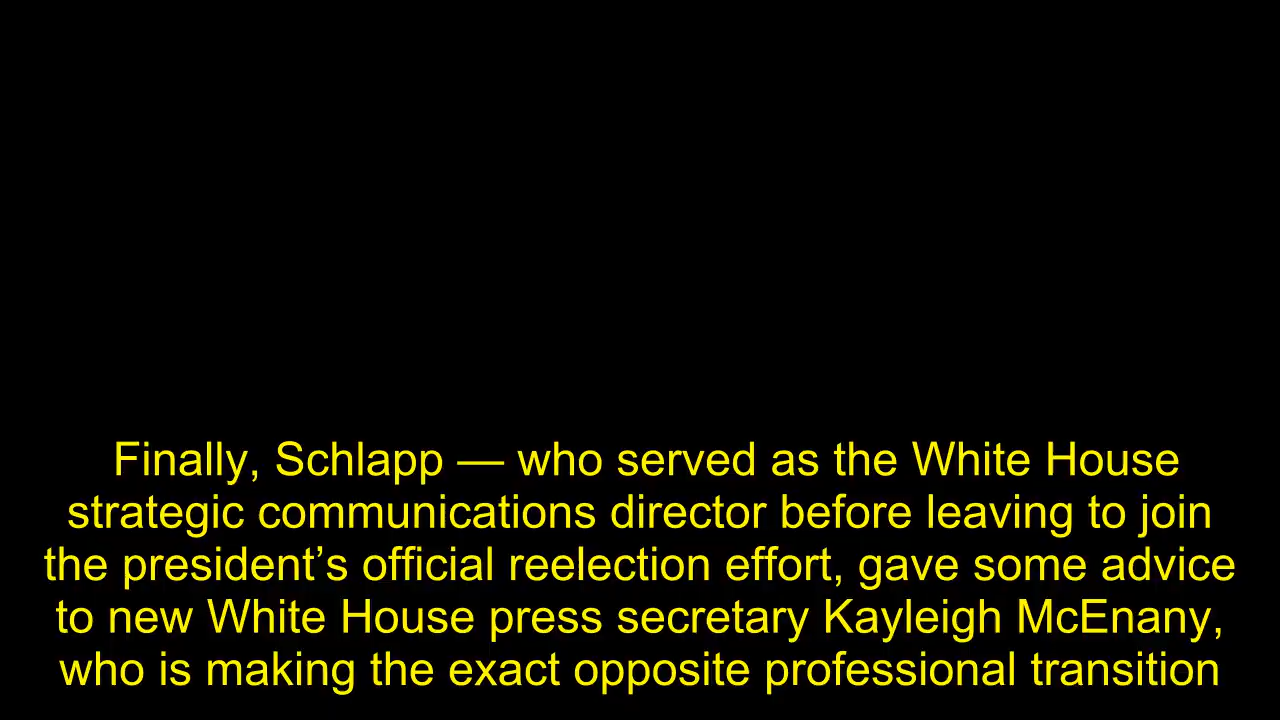 Finally, Schlapp — who served as the White House
strategic communications director before leaving to join
the president’s official reelection effort, gave some advice
to new White House press secretary Kayleigh McEnany,
who is making the exact opposite professional transition